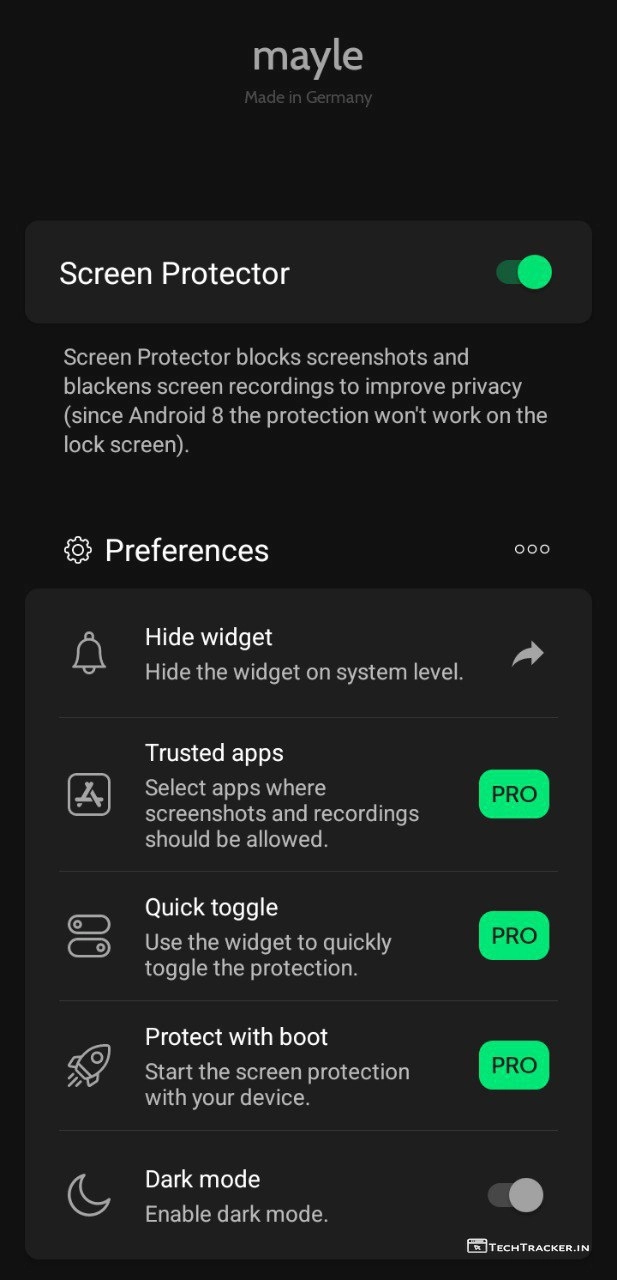 mayle
Made in Germany
Screen Protector
Screen Protector blocks screenshots and
blackens screen recordings to improve privacy
(since Android 8 the protection won't work on the
lock screen).
Preferences
Hide widget
Hide the widget on system level.
Trusted apps
Select apps where
screenshots and recordings
should be allowed.
PRO
Quick toggle
Use the widget to quickly
toggle the protection.
PRO
Protect with boot
Start the screen protection
with your device.
PRO
Dark mode
Enable dark mode.
TECHTRACKER.IN